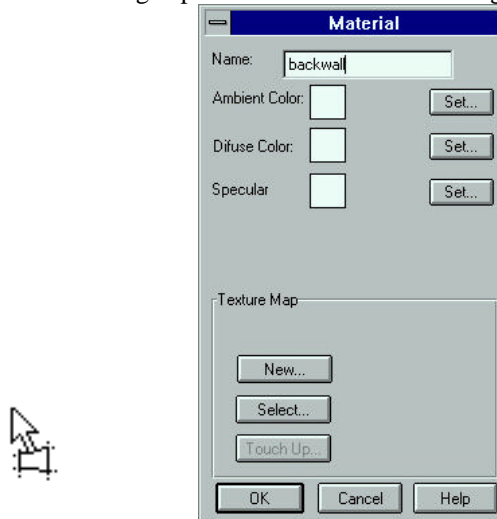 Material
Name: backwall
Ambient Color: Set...
Difuse Color: Set...
Specular Set...
Texture Map
New...
Select...
Touch Up...
OK Cancel Help